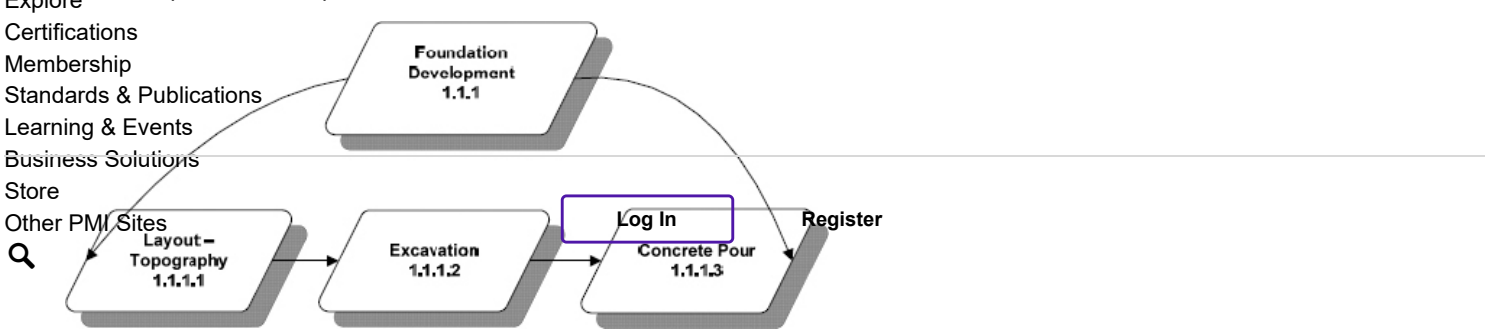 Explore
Certifications
Membership
Standards & Publications
Learning & Events
Business Solutions
Store
Other PMI Sites
Log In
Register
Foundation
Development
1.1.1
Layout –
Topography
1.1.1.1
Excavation
1.1.1.2
Concrete Pour
1.1.1.3